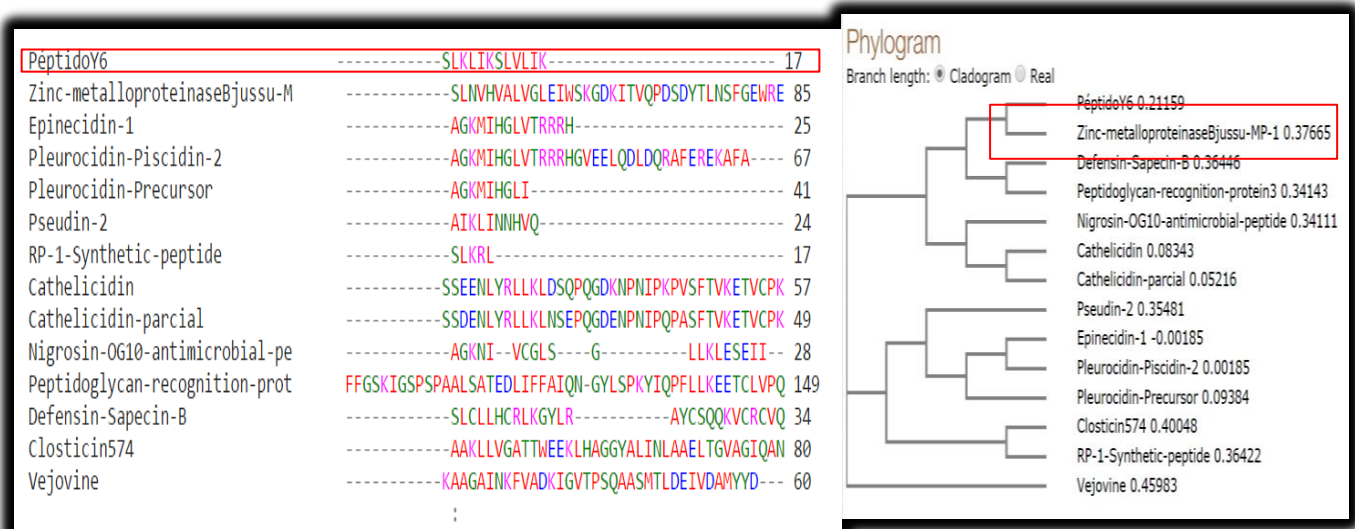 PéptidoY6 -----------SLKLIKSLVLIK------------------------ 17
Zinc-metalloproteinaseBjussu-M -----------SLNVHVALVGLEIWSKGDKITVQPDSDYTLNSFGEWRE 85
Epinecidin-1 -----------AGKMIHGLVTRRRH------------------------ 25
Pleurocidin-Piscidin-2 -----------AGKMIHGLVTRRRHGVEELQDLDQRAFEREKAFA---- 67
Pleurocidin-Precursor -----------AGKMIHGLI----------------------------- 41
Pseudin-2 -----------AIKLINNHVQ---------------------------- 24
RP-1-Synthetic-peptide -----------SLKRL-------------------------------- 17
Cathelicidin -----------SSEENLYRLLKLDSQPQGDKNPNIPKPVSFTVKETVCPK 57
Cathelicidin-parcial -----------SSDENLYRLLKLNSEPQGDENPNIPQPASFTVKETVCPK 49
Nigrosin-OG10-antimicrobial-pe -----------AGKNI--VCGLS----G---------LLKLESEII-- 28
Peptidoglycan-recognition-prot FFGSKIGSPSPAALSATEDLIFFAIQN-GYLSPKYIQPFLLKEETCLVPQ 149
Defensin-Sapecin-B -----------SLCLLHCRLKGYLR----------AYCSQQKVCRCVQ 34
Closticin574 -----------AAKLLVGATTWEEKLHAGGYALINLAAELTGVAGIQAN 80
Vejovine -----------KAAGAINKFVADKIGVTPSQAASMTLDEIVDAMYYD--- 60
:
Phylogram
Branch length: Cladogram Real
PéptidoY6 0.21159
Zinc-metalloproteinaseBjussu-MP-1 0.37665
Defensin-Sapecin-B 0.36446
Peptidoglycan-recognition-protein3 0.34143
Nigrosin-OG10-antimicrobial-peptide 0.34111
Cathelicidin 0.08343
Cathelicidin-parcial 0.05216
Pseudin-2 0.35481
Epinecidin-1 -0.00185
Pleurocidin-Piscidin-2 0.00185
Pleurocidin-Precursor 0.09384
Closticin574 0.40048
RP-1-Synthetic-peptide 0.36422
Vejovine 0.45983